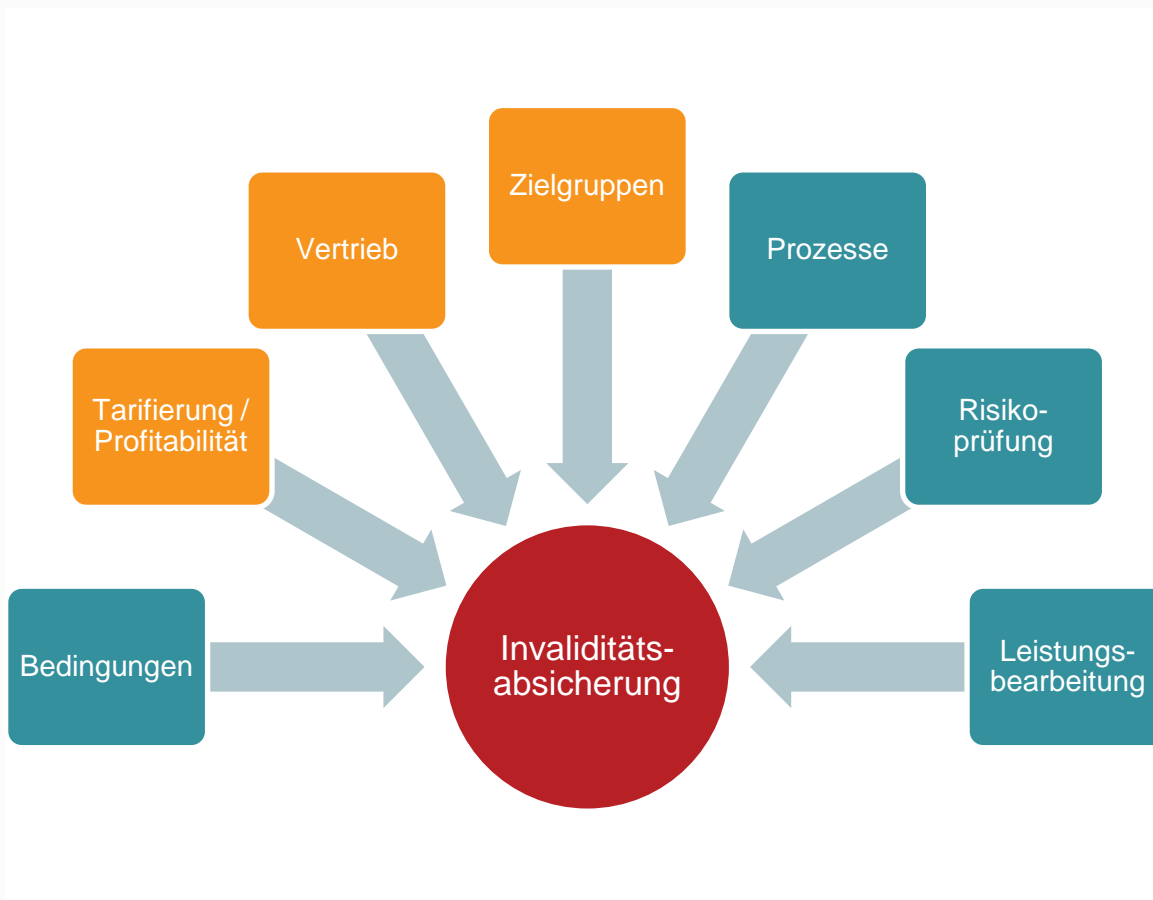 Zielgruppen
Vertrieb
Prozesse
Tarifierung /
Profitabilität
Risiko-
prüfung
Bedingungen
Invaliditäts-
absicherung
Leistungs-
bearbeitung